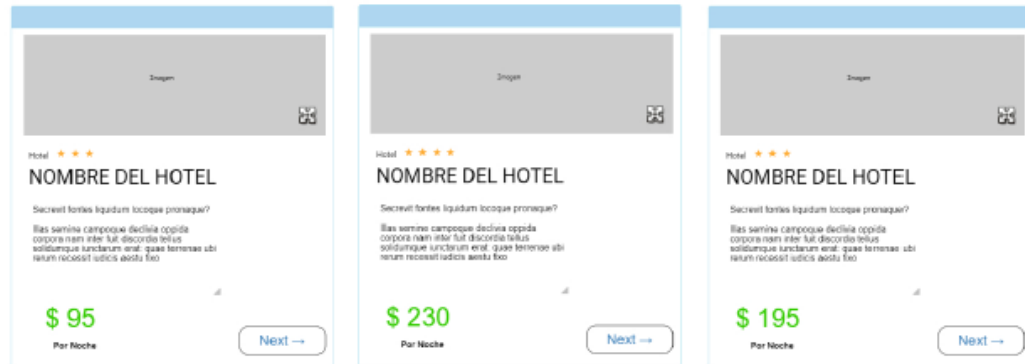 Imagen
Hotel
NOMBRE DEL HOTEL
Secrevit fontes liquidum locoque pronaque?
Illas semine campoque declivia oppida
corpora nam inter fuit discordia tellus
solidumque iunctarum erat: quae terrenae ubi
rerum recessit iudicis aestu fixo
$ 95
Por Noche
Next →
Imagen
Hotel
NOMBRE DEL HOTEL
Secrevit fontes liquidum locoque pronaque?
Illas semine campoque declivia oppida
corpora nam inter fuit discordia tellus
solidumque iunctarum erat: quae terrenae ubi
rerum recessit iudicis aestu fixo
$ 230
Por Noche
Next →
Imagen
Hotel
NOMBRE DEL HOTEL
Secrevit fontes liquidum locoque pronaque?
Illas semine campoque declivia oppida
corpora nam inter fuit discordia tellus
solidumque iunctarum erat: quae terrenae ubi
rerum recessit iudicis aestu fixo
$ 195
Por Noche
Next →